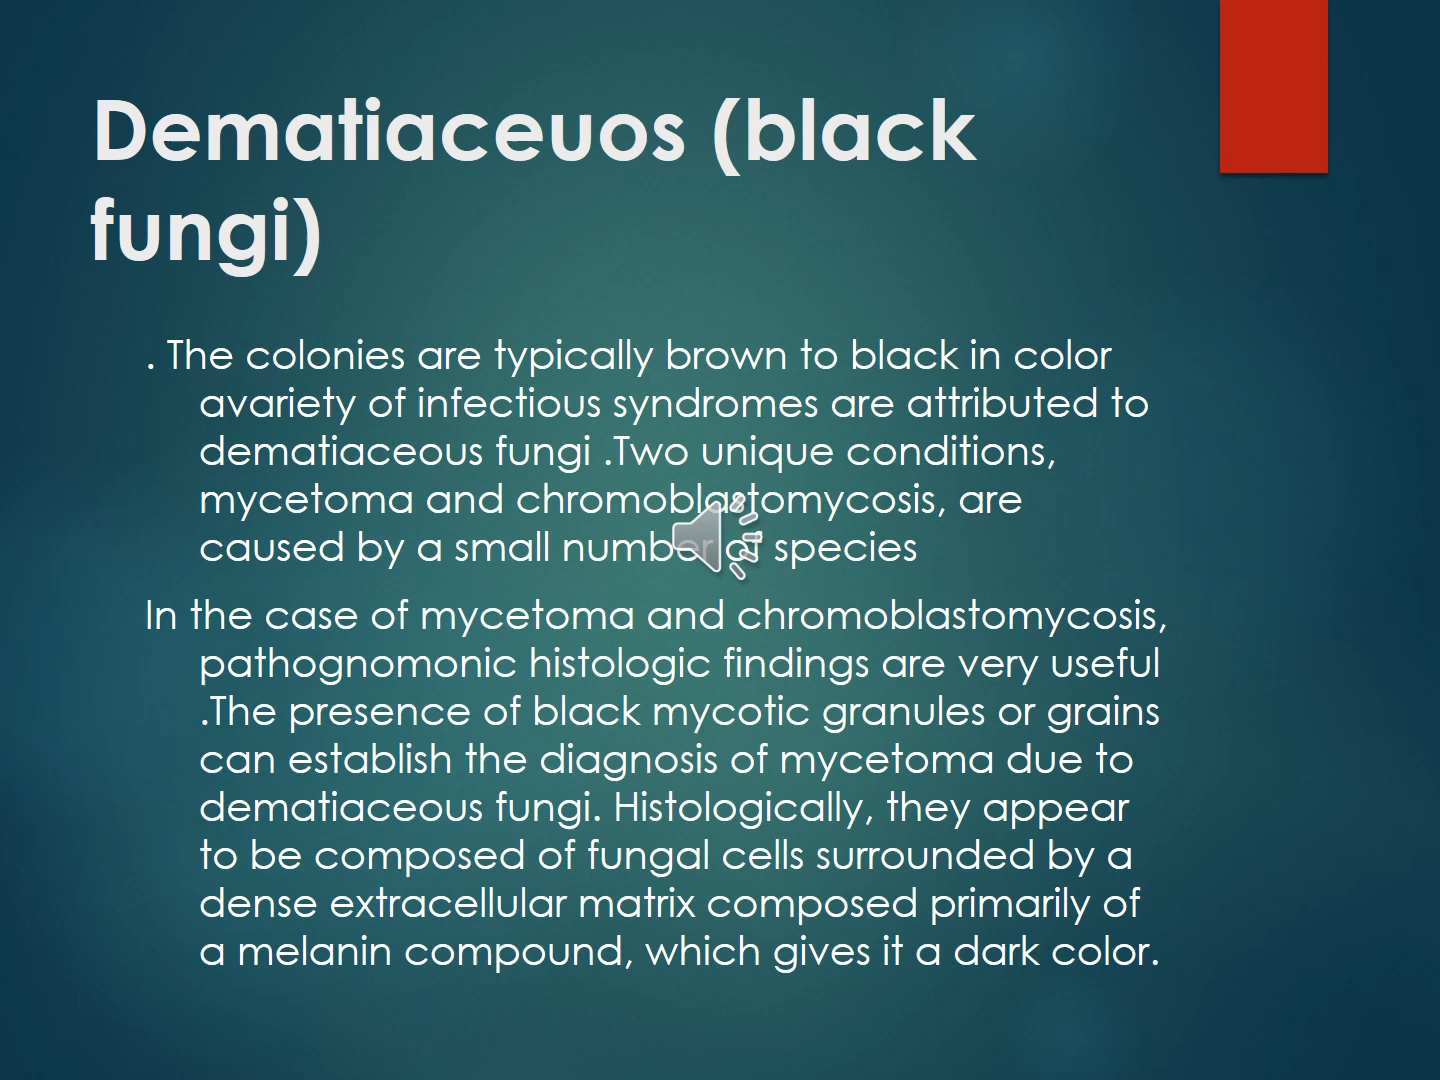 Dematiaceuos (black
fungi)
. The colonies are typically brown to black in color
avariety of infectious syndromes are attributed to
dematiaceous fungi .Two unique conditions,
mycetoma and chromoblastomycosis, are
caused by a small number of species
In the case of mycetoma and chromoblastomycosis,
pathognomonic histologic findings are very useful
.The presence of black mycotic granules or grains
can establish the diagnosis of mycetoma due to
dematiaceous fungi. Histologically, they appear
to be composed of fungal cells surrounded by a
dense extracellular matrix composed primarily of
a melanin compound, which gives it a dark color.